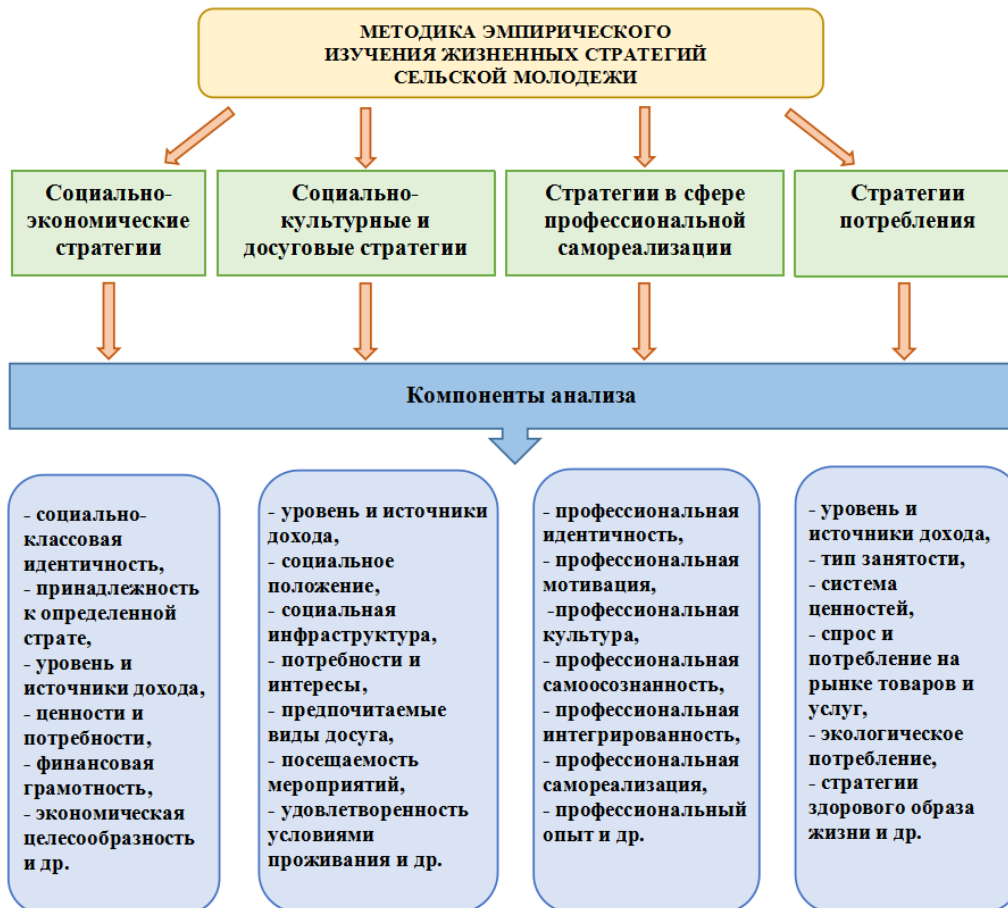 МЕТОДИКА ЭМПИРИЧЕСКОГО
ИЗУЧЕНИЯ ЖИЗНЕННЫХ СТРАТЕГИЙ
СЕЛЬСКОЙ МОЛОДЕЖИ
Социально-
экономические
стратегии
Социально-
культурные и
досуговые стратегии
Стратегии в сфере
профессиональной
самореализации
Стратегии
потребления
Компоненты анализа
- социально-
классовая
идентичность,
- принадлежность
к определенной
страте,
- уровень и
источники дохода,
- ценности и
потребности,
- финансовая
грамотность,
- экономическая
целесообразность
и др.
- уровень и источники
дохода,
- социальное
положение,
- социальная
инфраструктура,
- потребности и
интересы,
- предпочитаемые
виды досуга,
- посещаемость
мероприятий,
- удовлетворенность
условиями
проживания и др.
- профессиональная
идентичность,
- профессиональная
мотивация,
-профессиональная
культура,
- профессиональная
самоосознанность,
- профессиональная
интегрированность,
- профессиональная
самореализация,
- профессиональный
опыт и др.
- уровень и
источники дохода,
- тип занятости,
- система
ценностей,
- спрос и
потребление на
рынке товаров и
услуг,
- экологическое
потребление,
- стратегии
здорового образа
жизни и др.